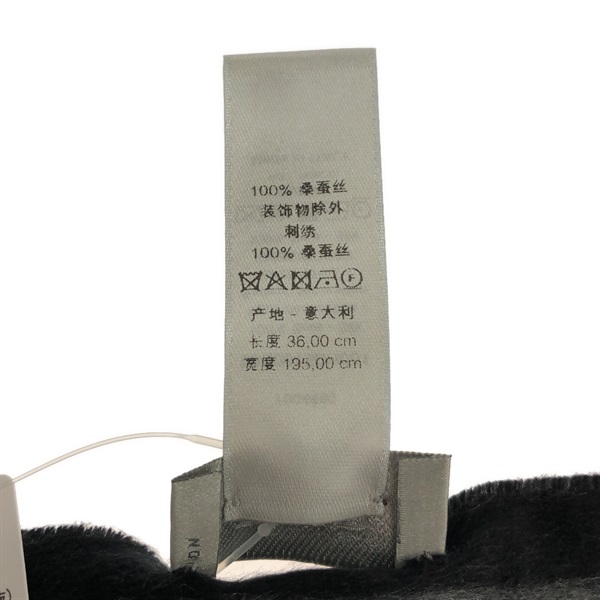 100% 桑蚕丝
装饰物除外
刺绣
100% 桑蚕丝
F
产地 - 意大利
长度 36,00 cm
宽度 195,00 cm